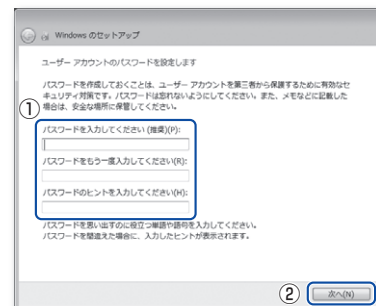 Windows のセットアップ
ユーザー アカウントのパスワードを設定します
パスワードを作成しておくことは、ユーザー アカウントを第三者から保護するために有効なセ
キュリティ対策です。パスワードは忘れないようにしてください。また、メモなどに記載した
場合は、安全な場所に保管してください。
①
パスワードを入力してください (推奨)(P):
パスワードをもう一度入力してください(R):
パスワードのヒントを入力してください(H):
パスワードを思い出すのに役立つ単語や語句を入力してください。
パスワードを間違えた場合に、入力したヒントが表示されます。
② 次へ(N)